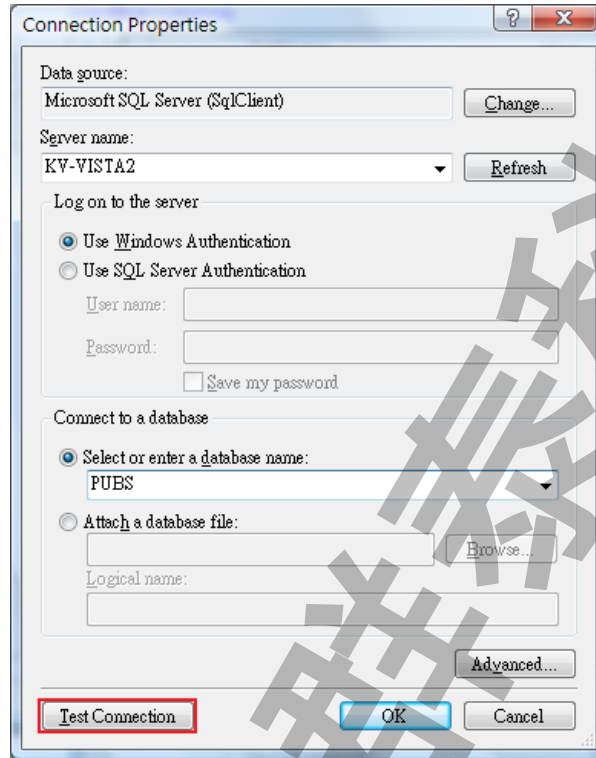 Connection Properties
Data source:
Microsoft SQL Server (SqlClient)
Change...
Server name:
KV-VISTA2
Refresh
Log on to the server
Use Windows Authentication
Use SQL Server Authentication
User name:
Password:
Save my password
Connect to a database
Select or enter a database name:
PUBS
Attach a database file:
Browse...
Logical name:
Advanced...
Test Connection
OK
Cancel